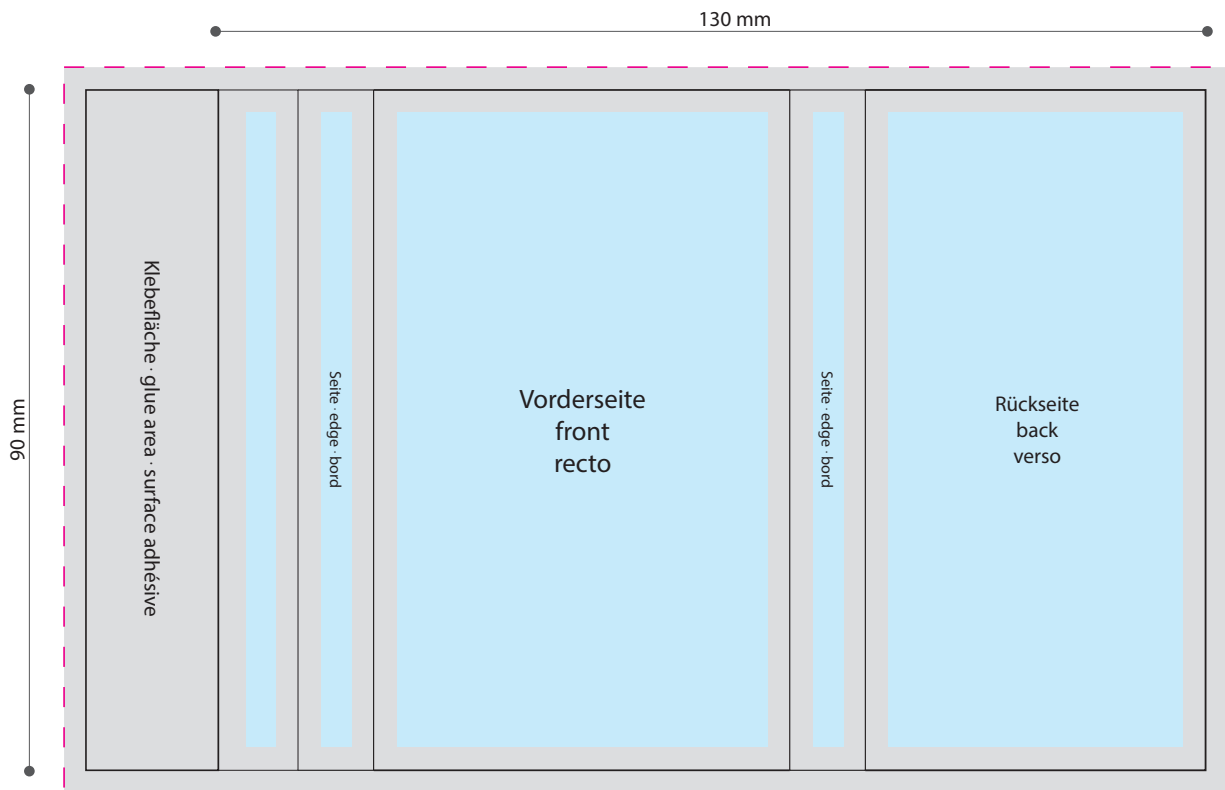 130 mm
90 mm
Klebefläche · glue area · surface adhésive
Seite · edge · bord
Vorderseite
front
recto
Seite · edge · bord
Rückseite
back
verso